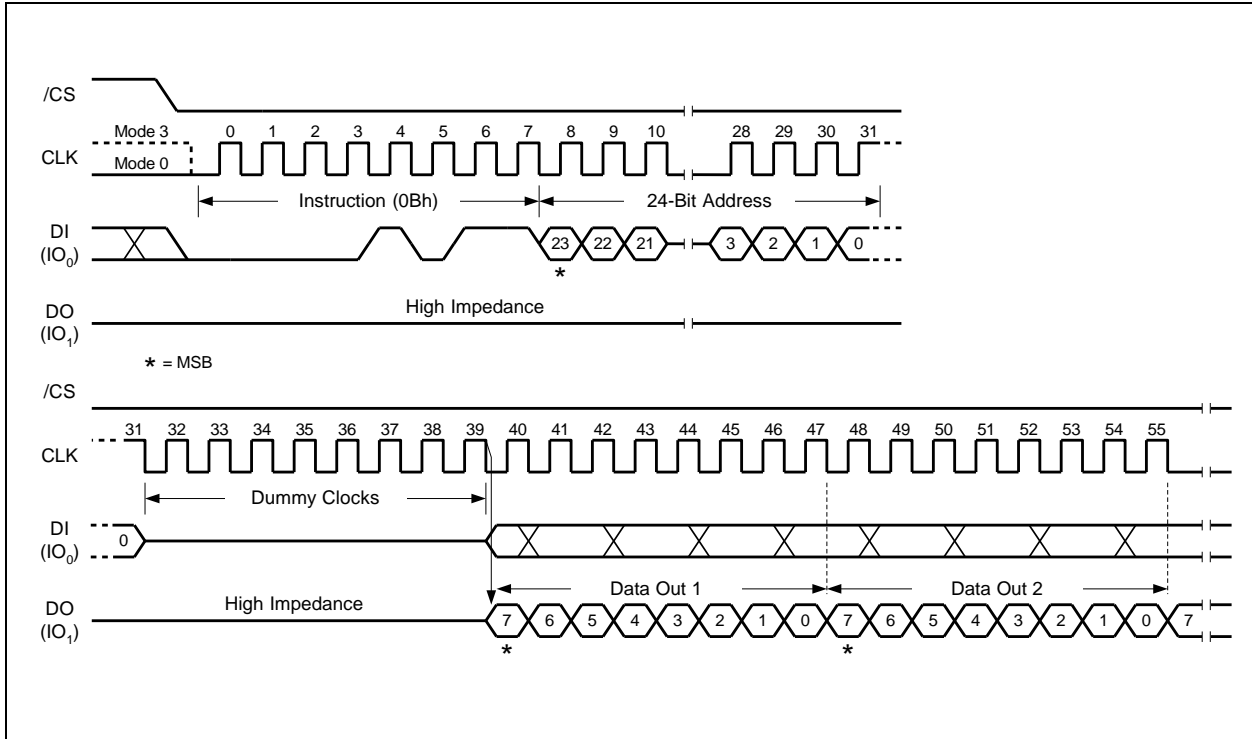 /CS
Mode 3 0 1 2 3 4 5 6 7 8 9 10 28 29 30 31
CLK
Mode 0
Instruction (0Bh) 24-Bit Address
DI
(IO0) 23 22 21 3 2 1 0
*
High Impedance
DO
(IO1)
* = MSB
/CS
31 32 33 34 35 36 37 38 39 40 41 42 43 44 45 46 47 48 49 50 51 52 53 54 55
CLK
Dummy Clocks
DI
(IO0) 0
Data Out 1 Data Out 2
High Impedance
DO
(IO1) 7 6 5 4 3 2 1 0 7 6 5 4 3 2 1 0 7
* *